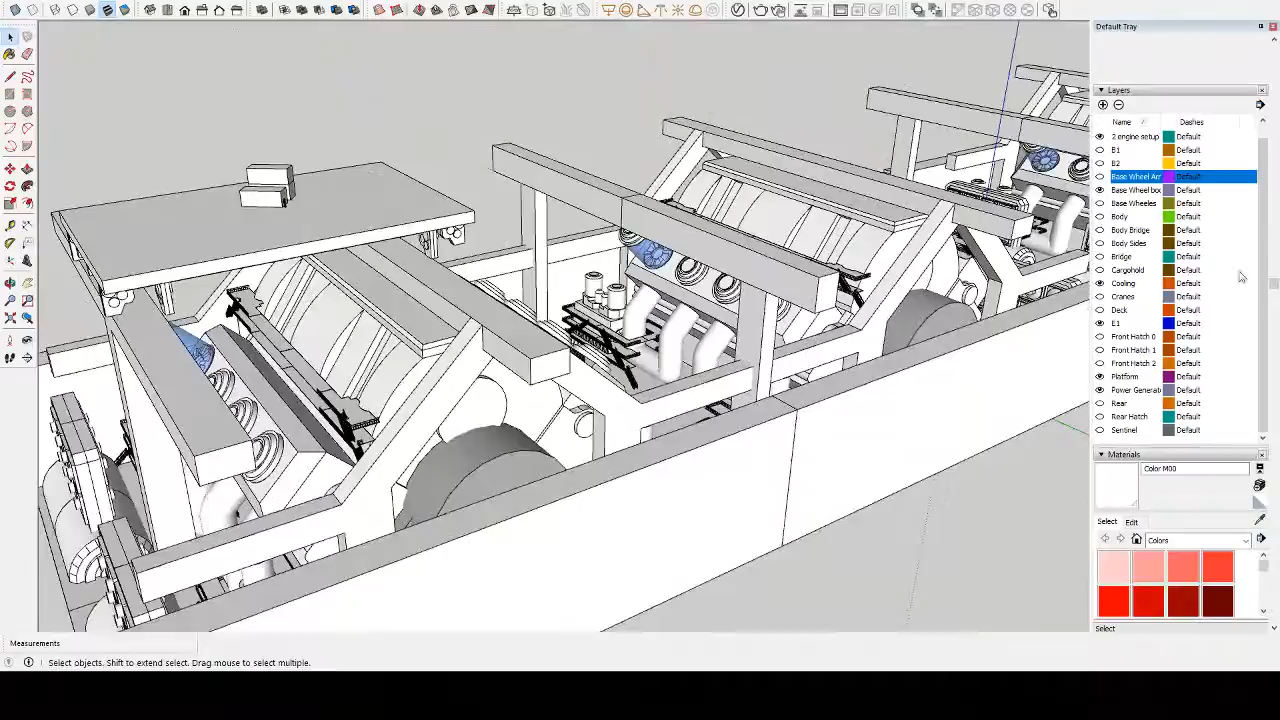 Default Tray
Layers
Name Dashes
2 engine setup Default
B1 Default
B2 Default
Base Wheel Arr Default
Base Wheel boo Default
Base Wheeles Default
Body Default
Body Bridge Default
Body Sides Default
Bridge Default
Cargohold Default
Cooling Default
Cranes Default
Deck Default
E1 Default
Front Hatch 0 Default
Front Hatch 1 Default
Front Hatch 2 Default
Platform Default
Power Generato Default
Rear Default
Rear Hatch Default
Sentinel Default
Materials
Color M00
Select Edit
Colors
Select
Measurements
Select objects. Shift to extend select. Drag mouse to select multiple.